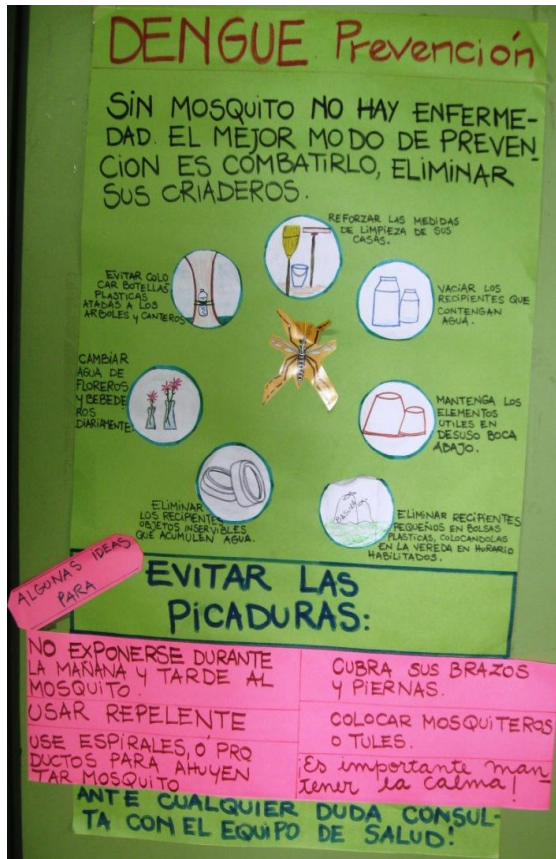 DENGUE Prevención
SIN MOSQUITO NO HAY ENFERME-
DAD. EL MEJOR MODO DE PREVEN
CION ES COMBATIRLO, ELIMINAR
SUS CRIADEROS.
REFORZAR LAS MEDIDAS
DE LIMPIEZA DE SUS
CASAS.
EVITAR COLO
CAR BOTELLAS
PLASTICAS
ATADAS A LOS
ARBOLES y CANTEROS
VACIAR LOS
RECIPIENTES QUE
CONTENGAN
AGUA.
CAMBIAR
AGUA DE
FLOREROS
Y BEBEDE
ROS
DIARIAMENTE.
MANTENGA LOS
ELEMENTOS
UTILES EN
DESUSO BOCA
ABAJO.
ELIMINAR
LOS RECIPIENTES
OBJETOS INSERVIBLES
QUE ACUMULEN AGUA.
BASURA
ELIMINAR RECIPIENTES
PEQUEÑOS EN BOLSAS
PLASTICAS, COLOCANDOLAS
EN LA VEREDA EN HORARIO
HABILITADOS.
ALGUNAS IDEAS
PARA
EVITAR LAS
PICADURAS:
NO EXPONERSE DURANTE
LA MAÑANA Y TARDE AL
MOSQUITO.
USAR REPELENTE
USE ESPIRALES, O PRO
DUCTOS PARA AHUYEN
TAR MOSQUITO
CUBRA SUS BRAZOS
Y PIERNAS.
COLOCAR MOSQUITEROS
O TULES.
Es importante man-
tener la calma!
ANTE CUALQUIER DUDA CONSUL-
TA CON EL EQUIPO DE SALUD!